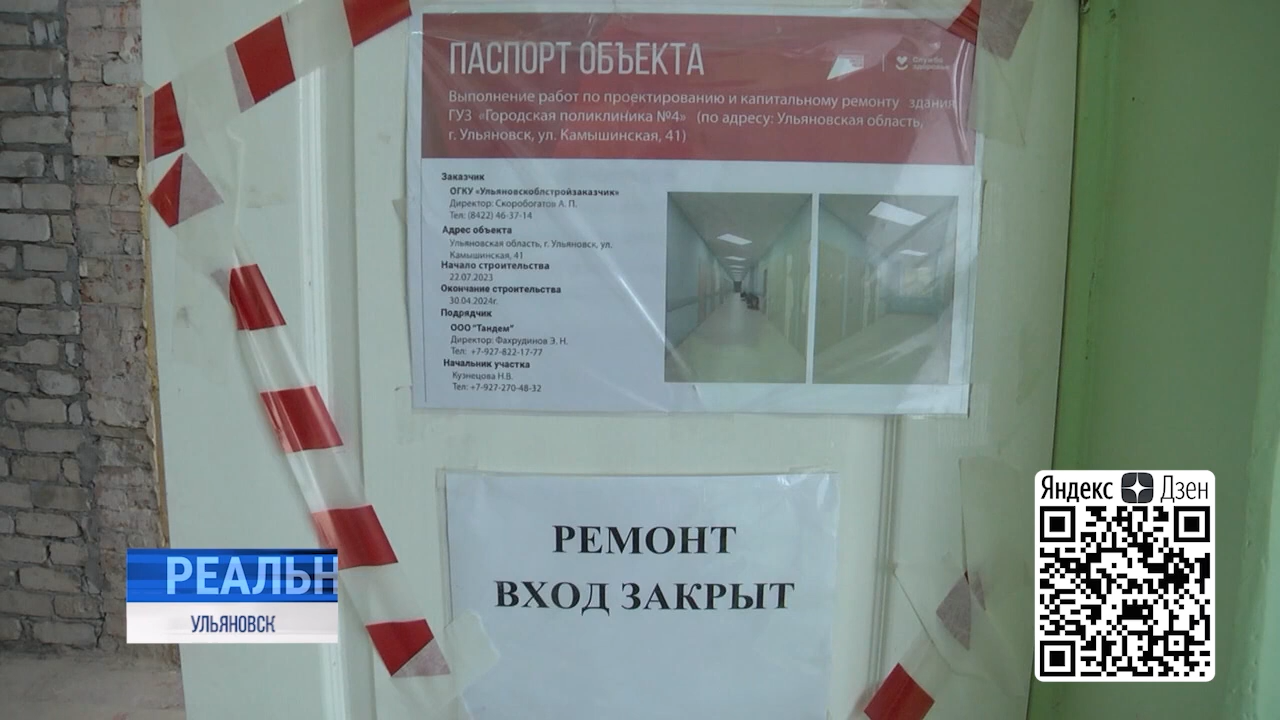 ПАСПОРТ ОБЪЕКТА
Служба
здоровья
Выполнение работ по проектированию и капитальному ремонту здания
ГУЗ «Городская поликлиника №4» (по адресу: Ульяновская область,
г. Ульяновск, ул. Камышинская, 41)
Заказчик
ОГКУ «Ульяновскоблстройзаказчик»
Директор: Скоробогатов А. П.
Тел: (8422) 46-37-14
Адрес объекта
Ульяновская область, г. Ульяновск, ул.
Камышинская, 41
Начало строительства
22.07.2023
Окончание строительства
30.04.2024г.
Подрядчик
ООО "Тандем"
Директор: Фахрудинов Э. Н.
Тел: +7-927-822-17-77
Начальник участка
Кузнецова Н.В.
Тел: +7-927-270-48-32
РЕМОНТ
ВХОД ЗАКРЫТ
РЕАЛЬН
УЛЬЯНОВСК
Яндекс Дзен